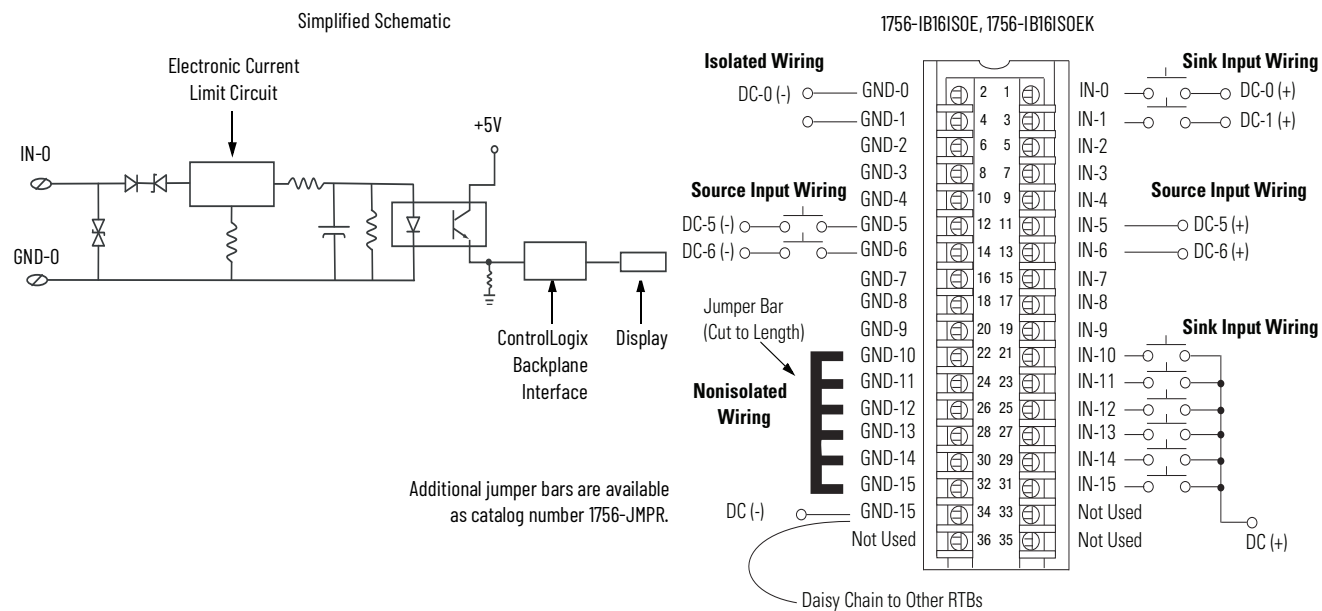 Simplified Schematic
Electronic Current
Limit Circuit
+5V
IN-0
GND-0
ControlLogix
Backplane
Interface
Display
Additional jumper bars are available
as catalog number 1756-JMPR.
1756-IB16ISOE, 1756-IB16ISOEK
Isolated Wiring
Sink Input Wiring
DC-0 (-) GND-0 2 1 IN-0 DC-0 (+)
GND-1 4 3 IN-1 DC-1 (+)
GND-2 6 5 IN-2
GND-3 8 7 IN-3
Source Input Wiring
GND-4 10 9 IN-4
Source Input Wiring
DC-5 (-) GND-5 12 11 IN-5 DC-5 (+)
DC-6 (-) GND-6 14 13 IN-6 DC-6 (+)
GND-7 16 15 IN-7
GND-8 18 17 IN-8
Jumper Bar
(Cut to Length)
GND-9 20 19 IN-9
Sink Input Wiring
GND-10 22 21 IN-10
GND-11 24 23 IN-11
Nonisolated
Wiring
GND-12 26 25 IN-12
GND-13 28 27 IN-13
GND-14 30 29 IN-14
GND-15 32 31 IN-15
DC (-) GND-15 34 33 Not Used
Not Used 36 35 Not Used
DC (+)
Daisy Chain to Other RTBs